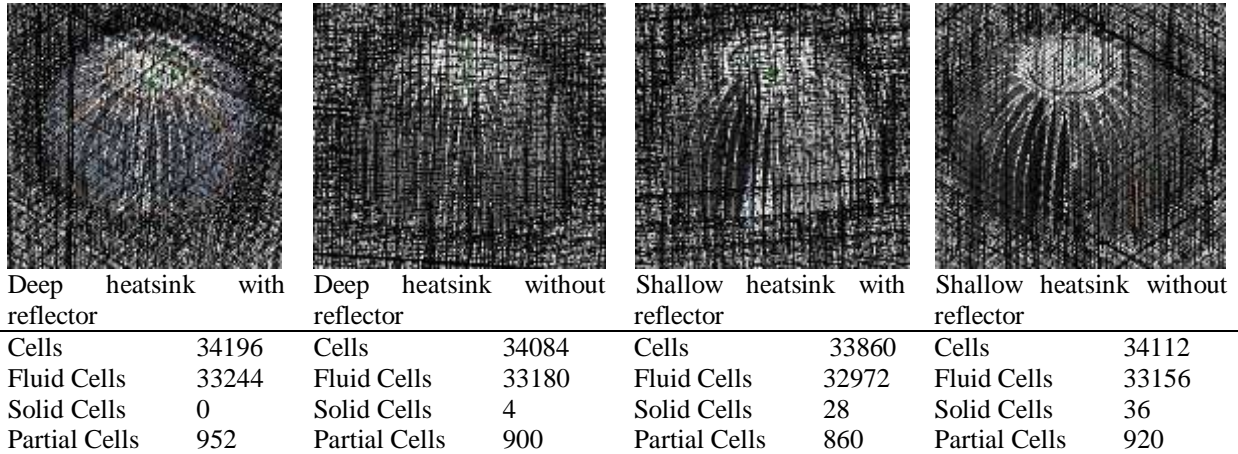 Deep heatsink with reflector
Deep heatsink without reflector
Shallow heatsink with reflector
Shallow heatsink without reflector
Cells 34196 Cells 34084 Cells 33860 Cells 34112
Fluid Cells 33244 Fluid Cells 33180 Fluid Cells 32972 Fluid Cells 33156
Solid Cells 0 Solid Cells 4 Solid Cells 28 Solid Cells 36
Partial Cells 952 Partial Cells 900 Partial Cells 860 Partial Cells 920